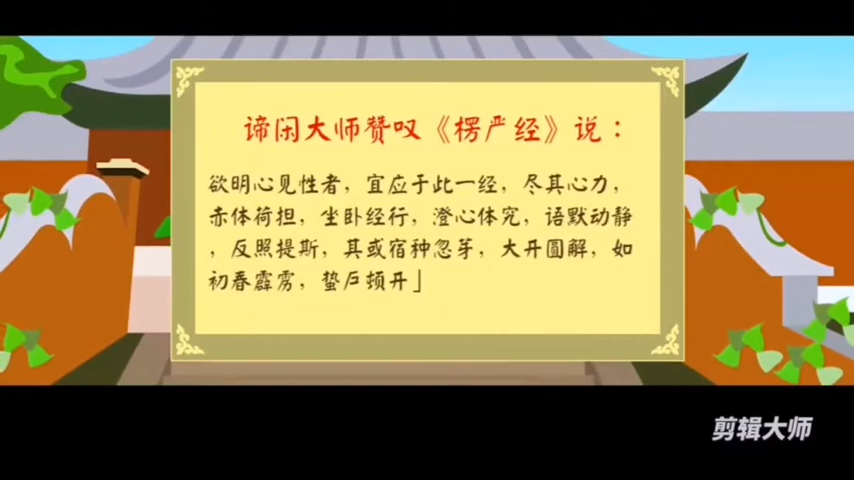 谛闲大师赞叹《楞严经》说：
欲明心见性者，宜应于此一经，尽其心力，
赤体荷担，坐卧经行，澄心体究，语默动静
，反照提斯，其或宿种忽芽，大开圆解，如
初春霹雳，蛰户顿开」
剪辑大师